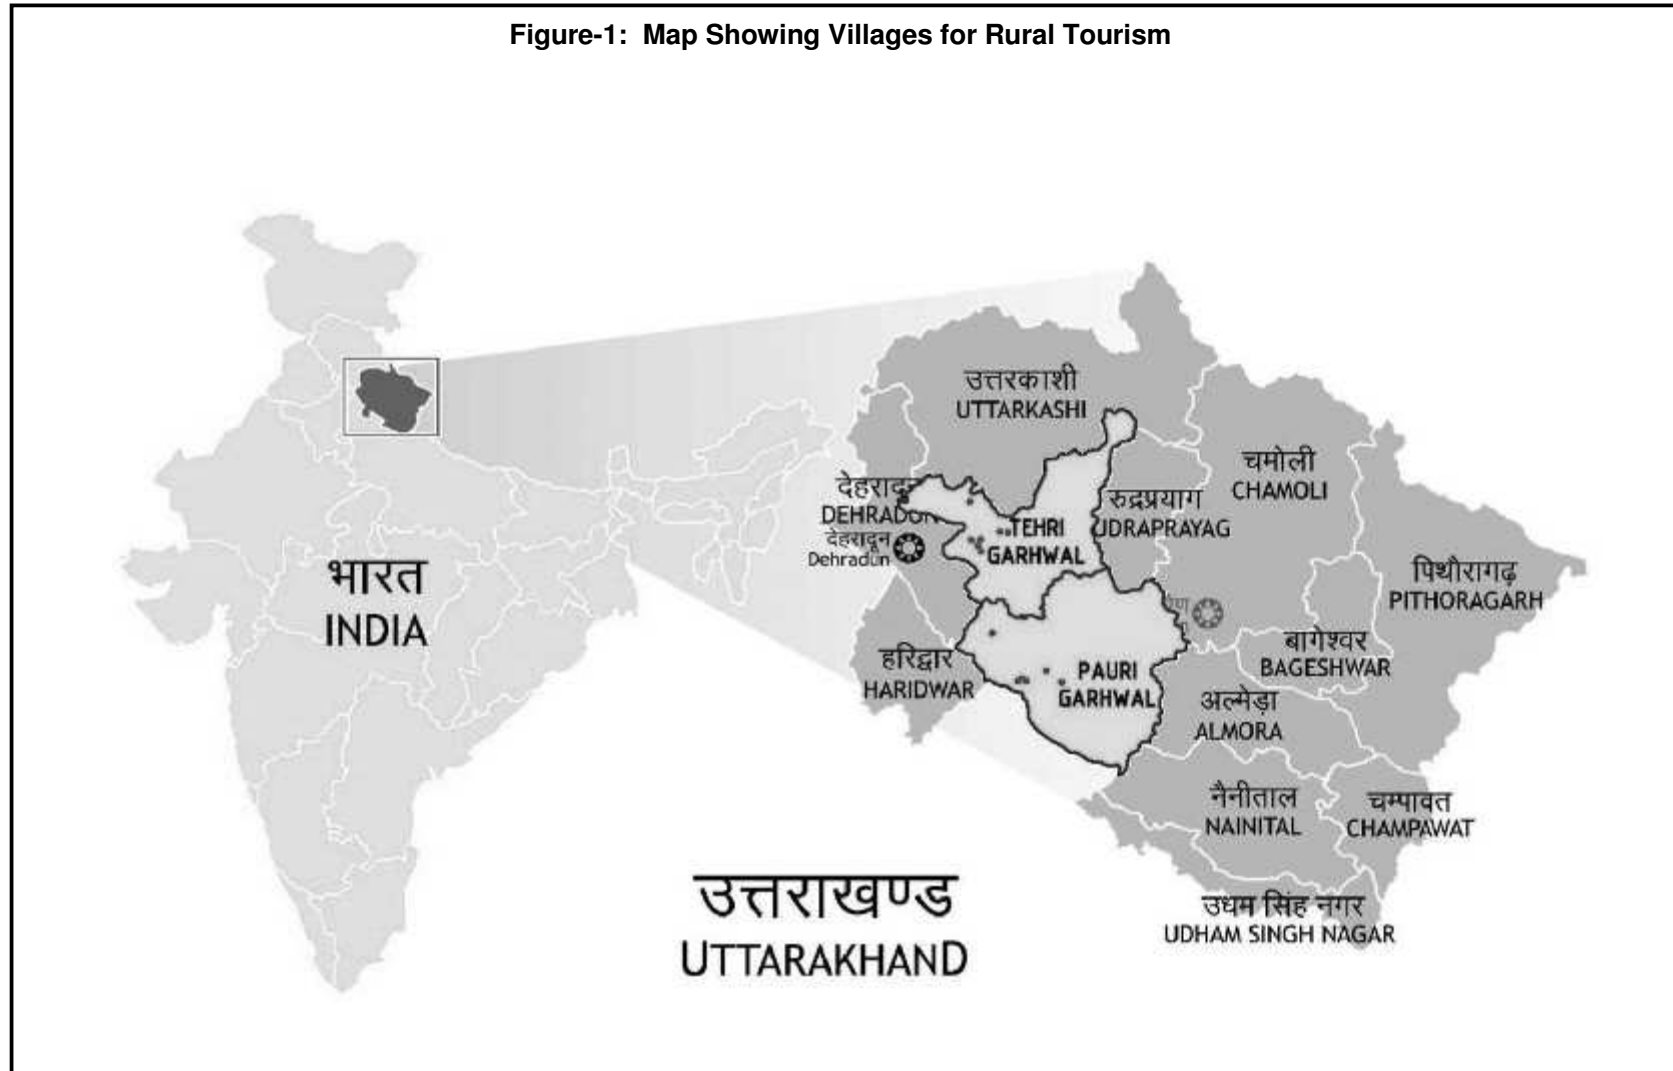 Figure-1: Map Showing Villages for Rural Tourism
उत्तरकाशी
UTTARKASHI
चमोली
CHAMOLI
देहरादून
DEHRADUN
देहरादून
Dehradun
रुद्रप्रयाग
UDRAPRAYAG
TEHRI
GARHWAL
पिथौरागढ़
PITHORAGARH
भारत
INDIA
बागेश्वर
BAGESHWAR
हरिद्वार
HARIDWAR
PAURI
GARHWAL
अल्मोड़ा
ALMORA
नैनीताल
NAINITAL
चम्पावत
CHAMPAWAT
उत्तराखण्ड
UTTARAKHAND
उधम सिंह नगर
UDHAM SINGH NAGAR